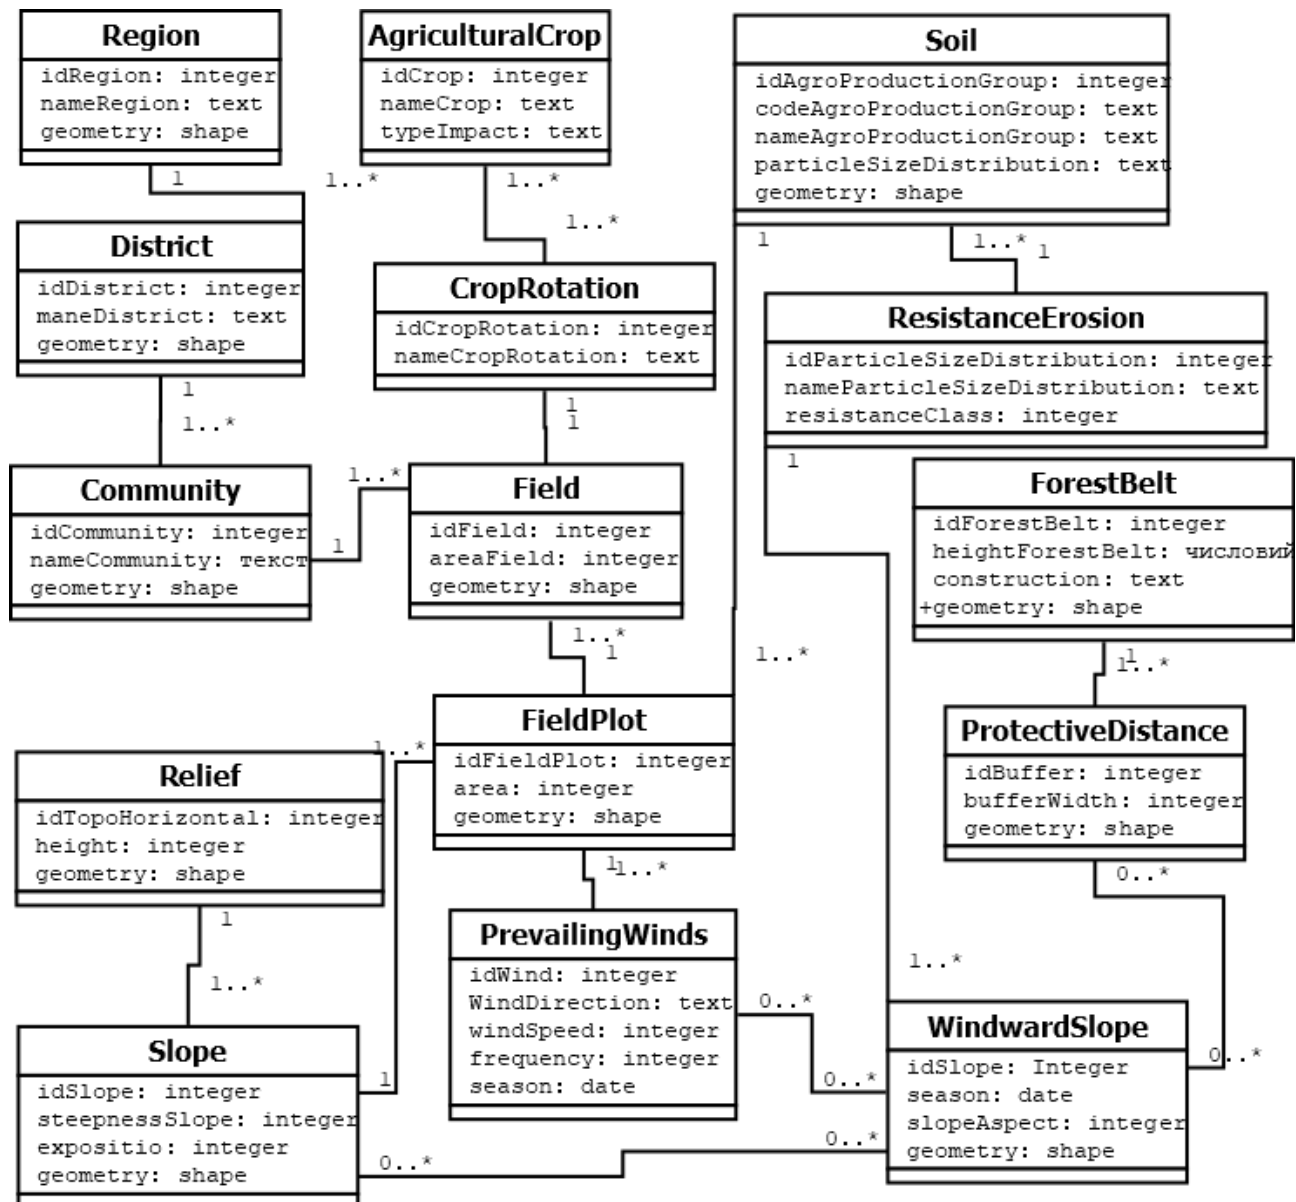 Region
idRegion: integer
nameRegion: text
geometry: shape
1
1..*
District
idDistrict: integer
maneDistrict: text
geometry: shape
1
1..*
Community
idCommunity: integer
nameCommunity: текст
geometry: shape
1
1..*
AgriculturalCrop
idCrop: integer
nameCrop: text
typeImpact: text
1..*
1..*
CropRotation
idCropRotation: integer
nameCropRotation: text
1
1
Field
idField: integer
areaField: integer
geometry: shape
1..*
1
FieldPlot
idFieldPlot: integer
area: integer
geometry: shape
1..*
1
1..*
Soil
idAgroProductionGroup: integer
codeAgroProductionGroup: text
nameAgroProductionGroup: text
particleSizeDistribution: text
geometry: shape
1
1..*
1
1..*
ResistanceErosion
idParticleSizeDistribution: integer
nameParticleSizeDistribution: text
resistanceClass: integer
1
1..*
ForestBelt
idForestBelt: integer
heightForestBelt: числовий
construction: text
+geometry: shape
1
1..*
ProtectiveDistance
idBuffer: integer
bufferWidth: integer
geometry: shape
0..*
0..*
Relief
idTopoHorizontal: integer
height: integer
geometry: shape
1
1..*
Slope
idSlope: integer
steepnessSlope: integer
expositio: integer
geometry: shape
1
0..*
PrevailingWinds
idWind: integer
WindDirection: text
windSpeed: integer
frequency: integer
season: date
0..*
0..*
0..*
WindwardSlope
idSlope: Integer
season: date
slopeAspect: integer
geometry: shape